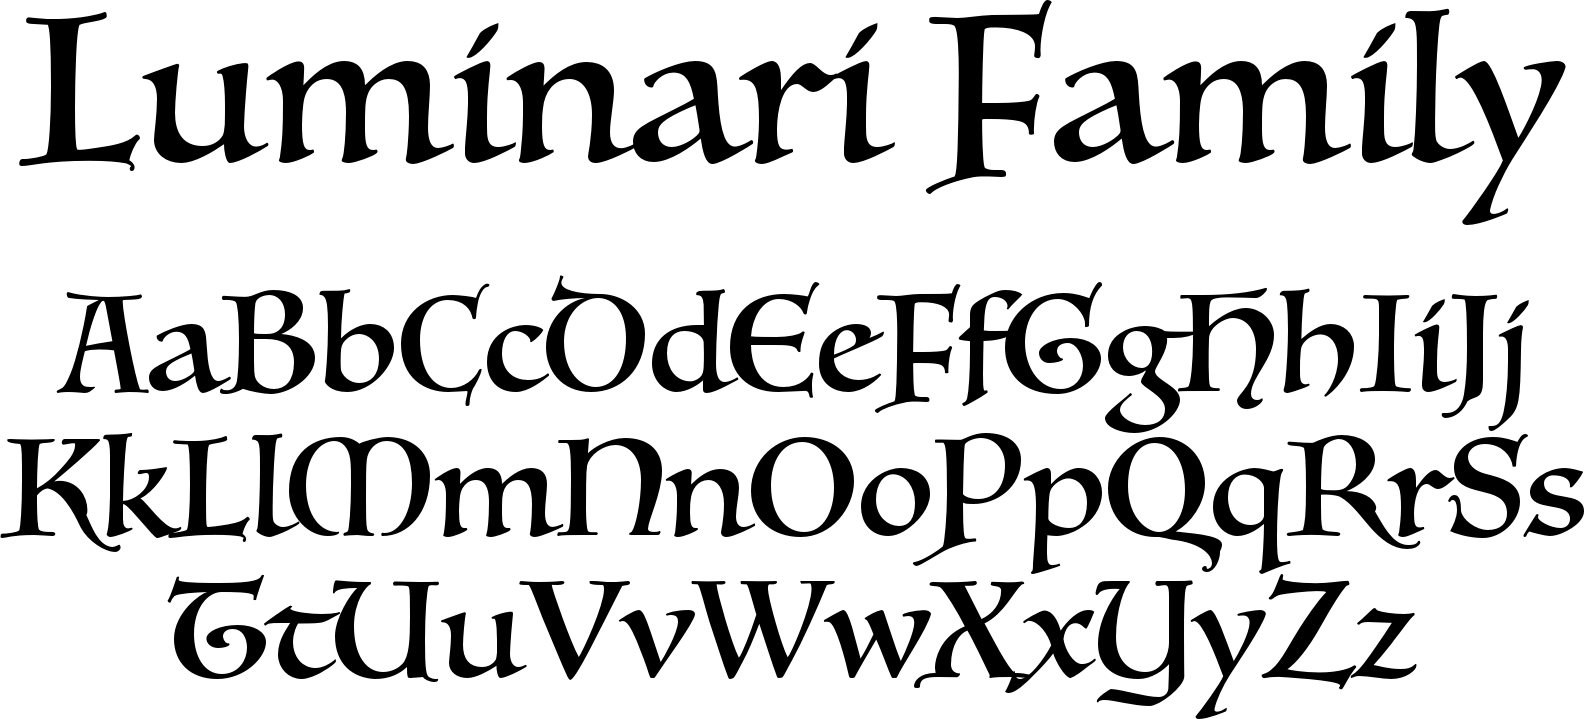 Luminari Family
AaBbCcDdEeFfGgHhIiJj
KkLlMmNnOoPpQqRrSs
TtUuVvWwXxYyZz